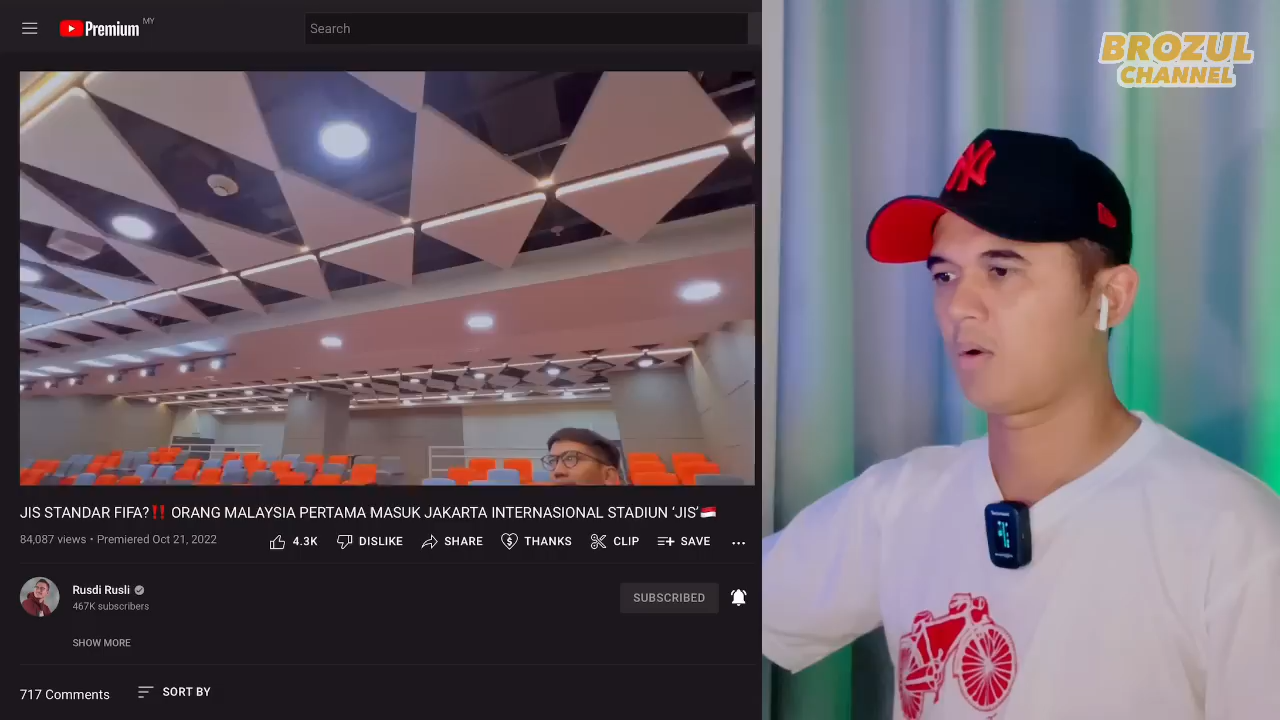 Premium
MY
Search
BROZUL
CHANNEL
NY
JIS STANDAR FIFA?‼️ ORANG MALAYSIA PERTAMA MASUK JAKARTA INTERNASIONAL STADIUN ‘JIS’🇮🇩
84,087 views • Premiered Oct 21, 2022
4.3K
DISLIKE
SHARE
THANKS
CLIP
SAVE
Rusdi Rusli
467K subscribers
SUBSCRIBED
SHOW MORE
717 Comments
SORT BY